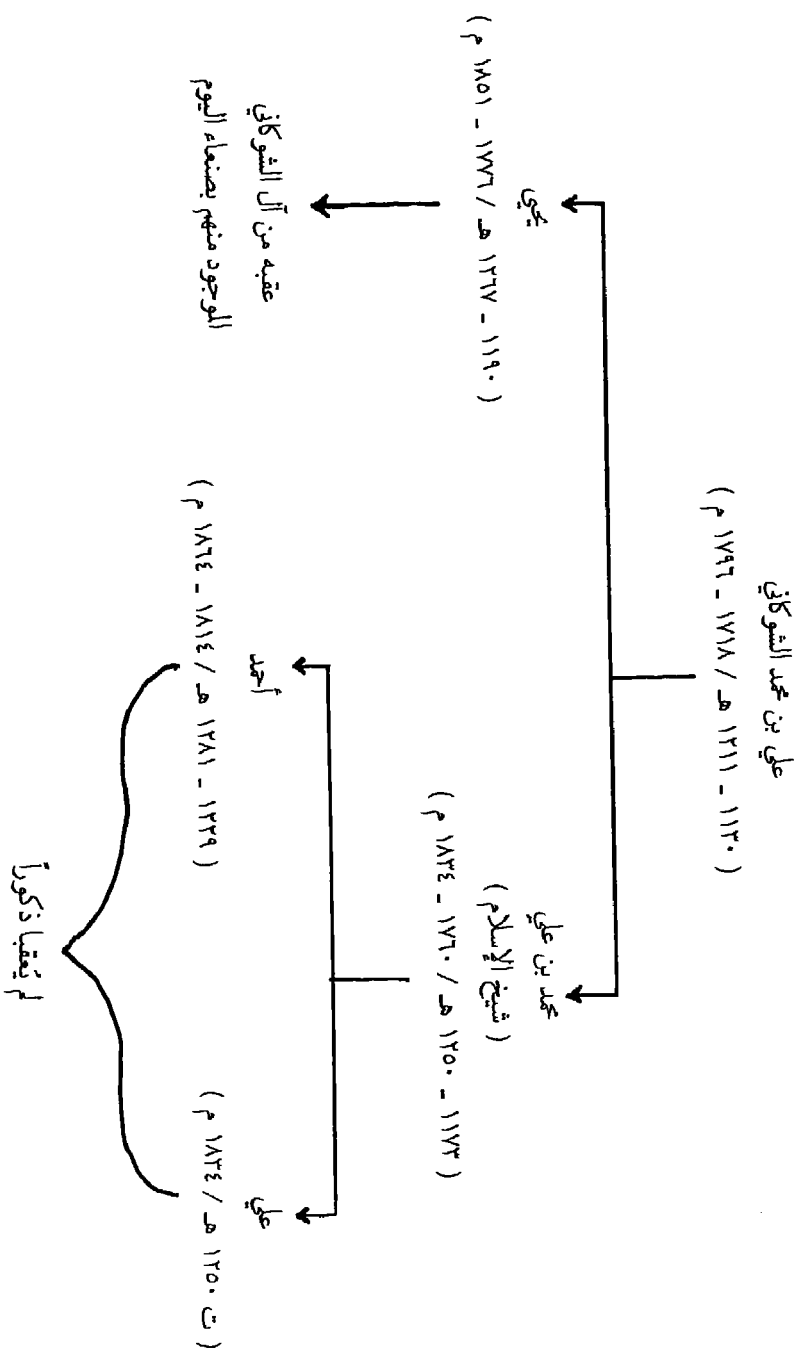 علي بن محمد الشوكاني
( ١١٣٠ - ١٢١١ هـ / ١٧١٨ - ١٧٩٦ م )
محمد بن علي
( شيخ الإسلام )
( ١١٧٣ - ١٢٥٠ هـ / ١٧٦٠ - ١٨٣٤ م )
يحيى
( ١١٩٠ - ١٢٦٧ هـ / ١٧٧٦ - ١٨٥١ م )
عقبه من آل الشوكاني
الموجود منهم بصنعاء اليوم
علي
( ت ١٢٥٠ هـ / ١٨٣٤ م )
أحمد
( ١٢٢٩ - ١٢٨١ هـ / ١٨١٤ - ١٨٦٤ م )
لم يُعقبا ذكوراً